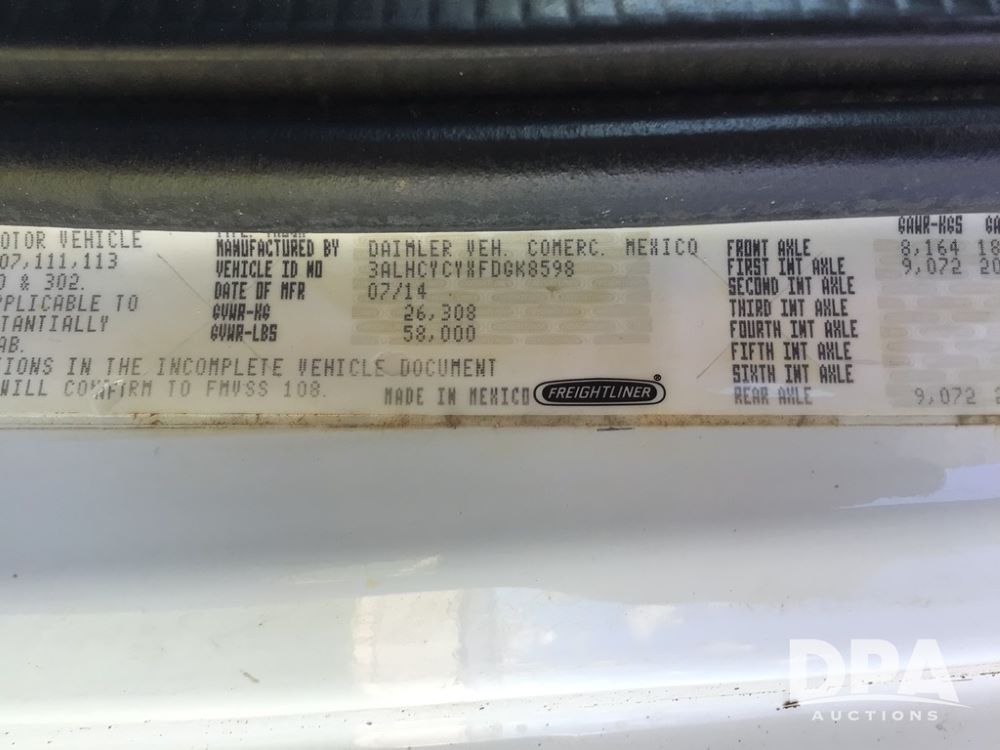 OTOR VEHICLE
07,111,113
0 & 302.
PPLICABLE TO
TANTIALLY
AB.
IONS IN THE INCOMPLETE VEHICLE DOCUMENT
WILL CONFIRM TO FMVSS 108.
MANUFACTURED BY DAIMLER VEH. COMERC. MEXICO
VEHICLE ID NO 3ALHCYCYXFDGK8598
DATE OF MFR 07/14
GVWR-KG 26,308
GVWR-LBS 58,000
MADE IN MEXICO FREIGHTLINER®
GAWR-KGS GA
FRONT AXLE 8,164 18
FIRST INT AXLE 9,072 20
SECOND INT AXLE
THIRD INT AXLE
FOURTH INT AXLE
FIFTH INT AXLE
SIXTH INT AXLE
REAR AXLE 9,072 2
DPA
AUCTIONS